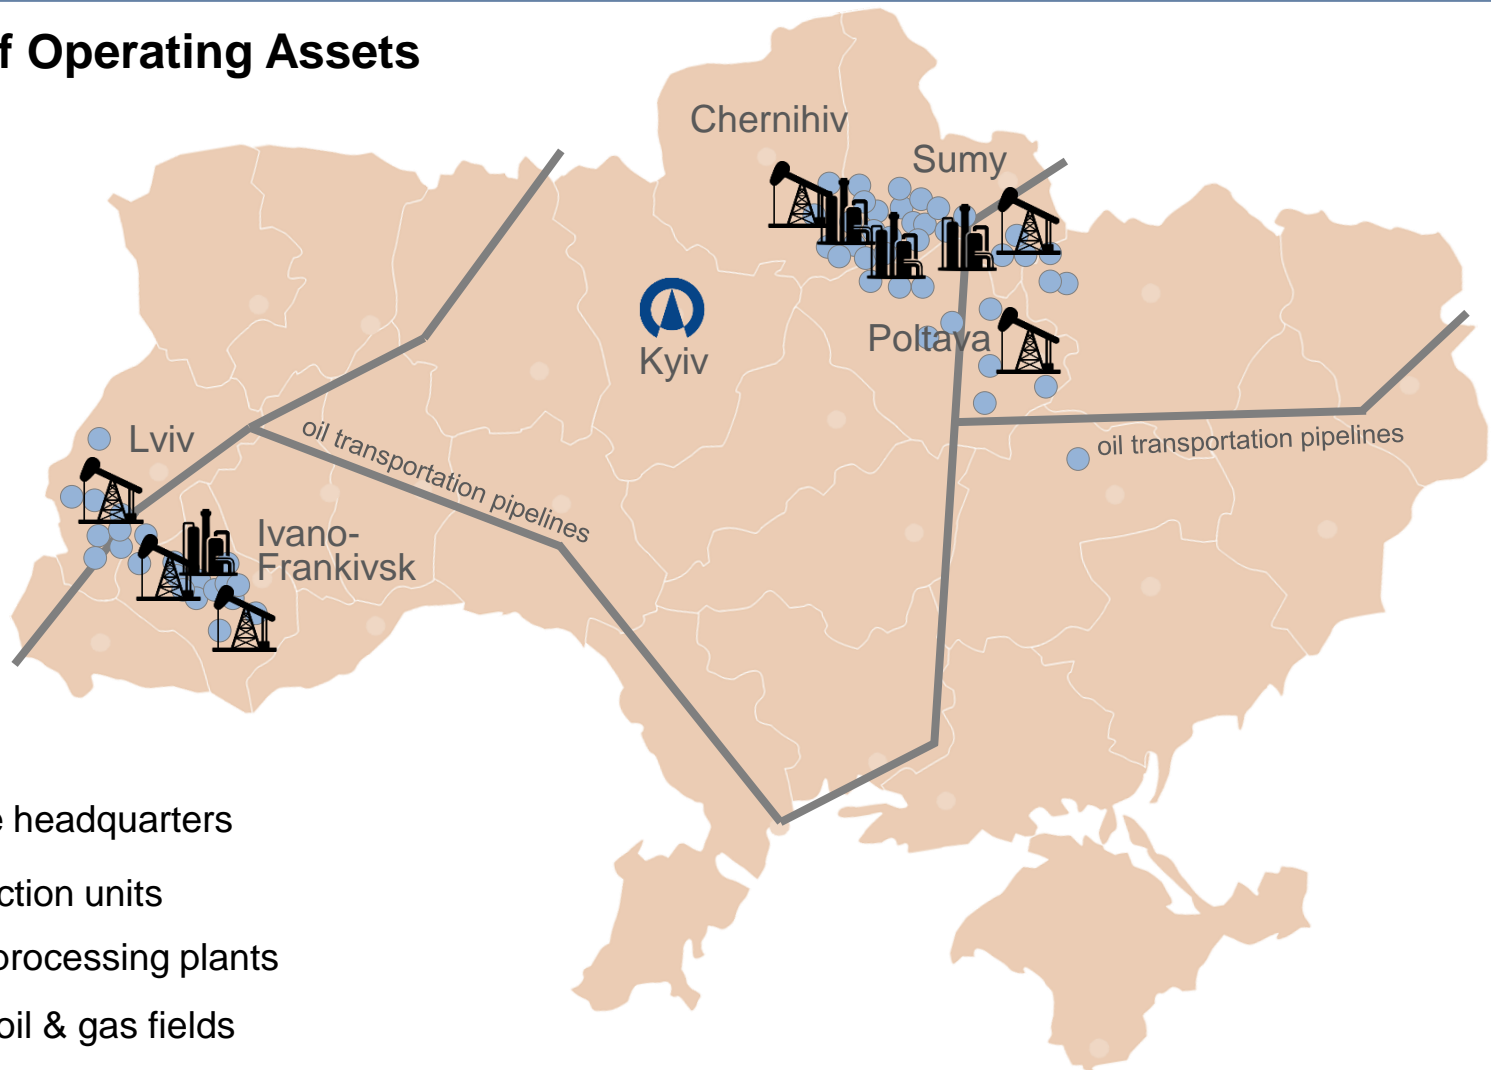 f Operating Assets
Chernihiv
Sumy
Kyiv
Poltava
Lviv
oil transportation pipelines
oil transportation pipelines
Ivano-
Frankivsk
e headquarters
ction units
processing plants
oil & gas fields